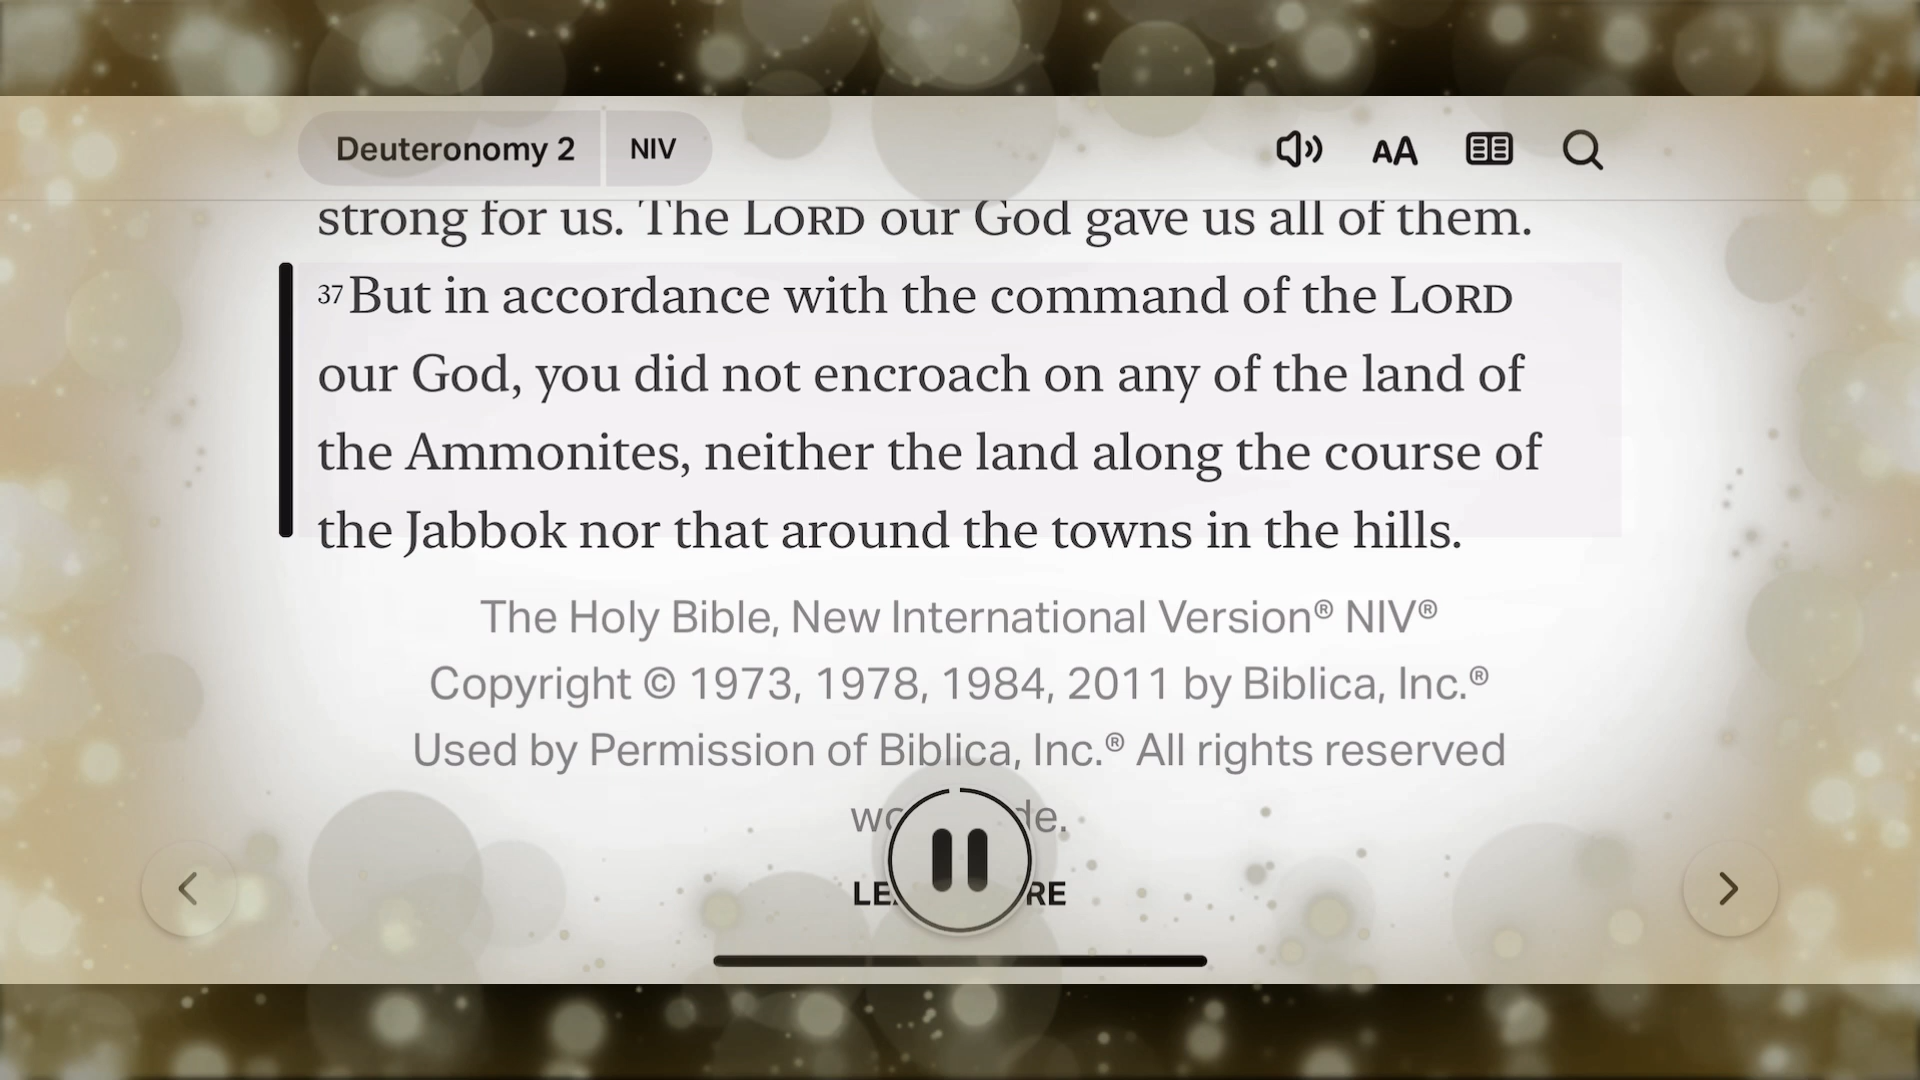 Deuteronomy 2 NIV AA
strong for us. The LORD our God gave us all of them.
37 But in accordance with the command of the LORD
our God, you did not encroach on any of the land of
the Ammonites, neither the land along the course of
the Jabbok nor that around the towns in the hills.
The Holy Bible, New International Version® NIV®
Copyright © 1973, 1978, 1984, 2011 by Biblica, Inc.®
Used by Permission of Biblica, Inc.® All rights reserved